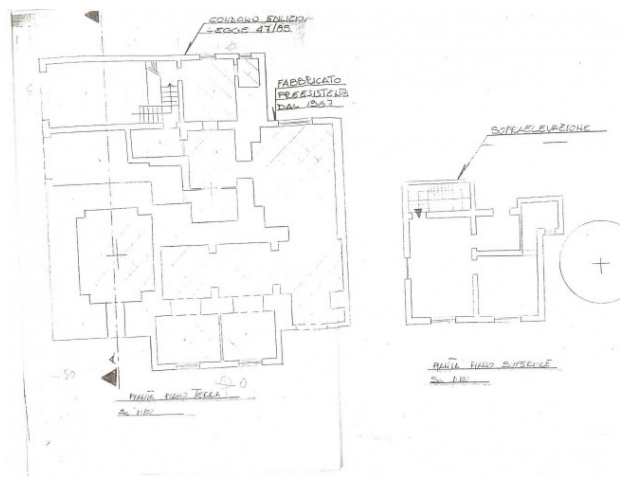 CONDONO EDILIZIO
LEGGE 47/85
FABBRICATO
PREESISTENTE
DAL 1967
SOPRAELEVAZIONE
PIANTA PIANO TERRA
PIANTA PIANO SUPERIORE